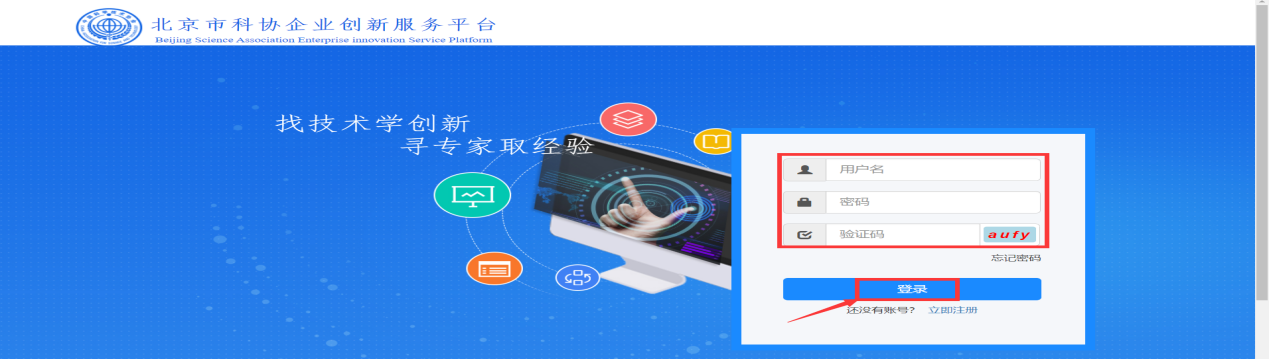 北京市科协企业创新服务平台
Beijing Science Association Enterprise innovation Service Platform
找技术学创新
寻专家取经验
用户名
密码
验证码 aufy
忘记密码
登录
还没有账号? 立即注册